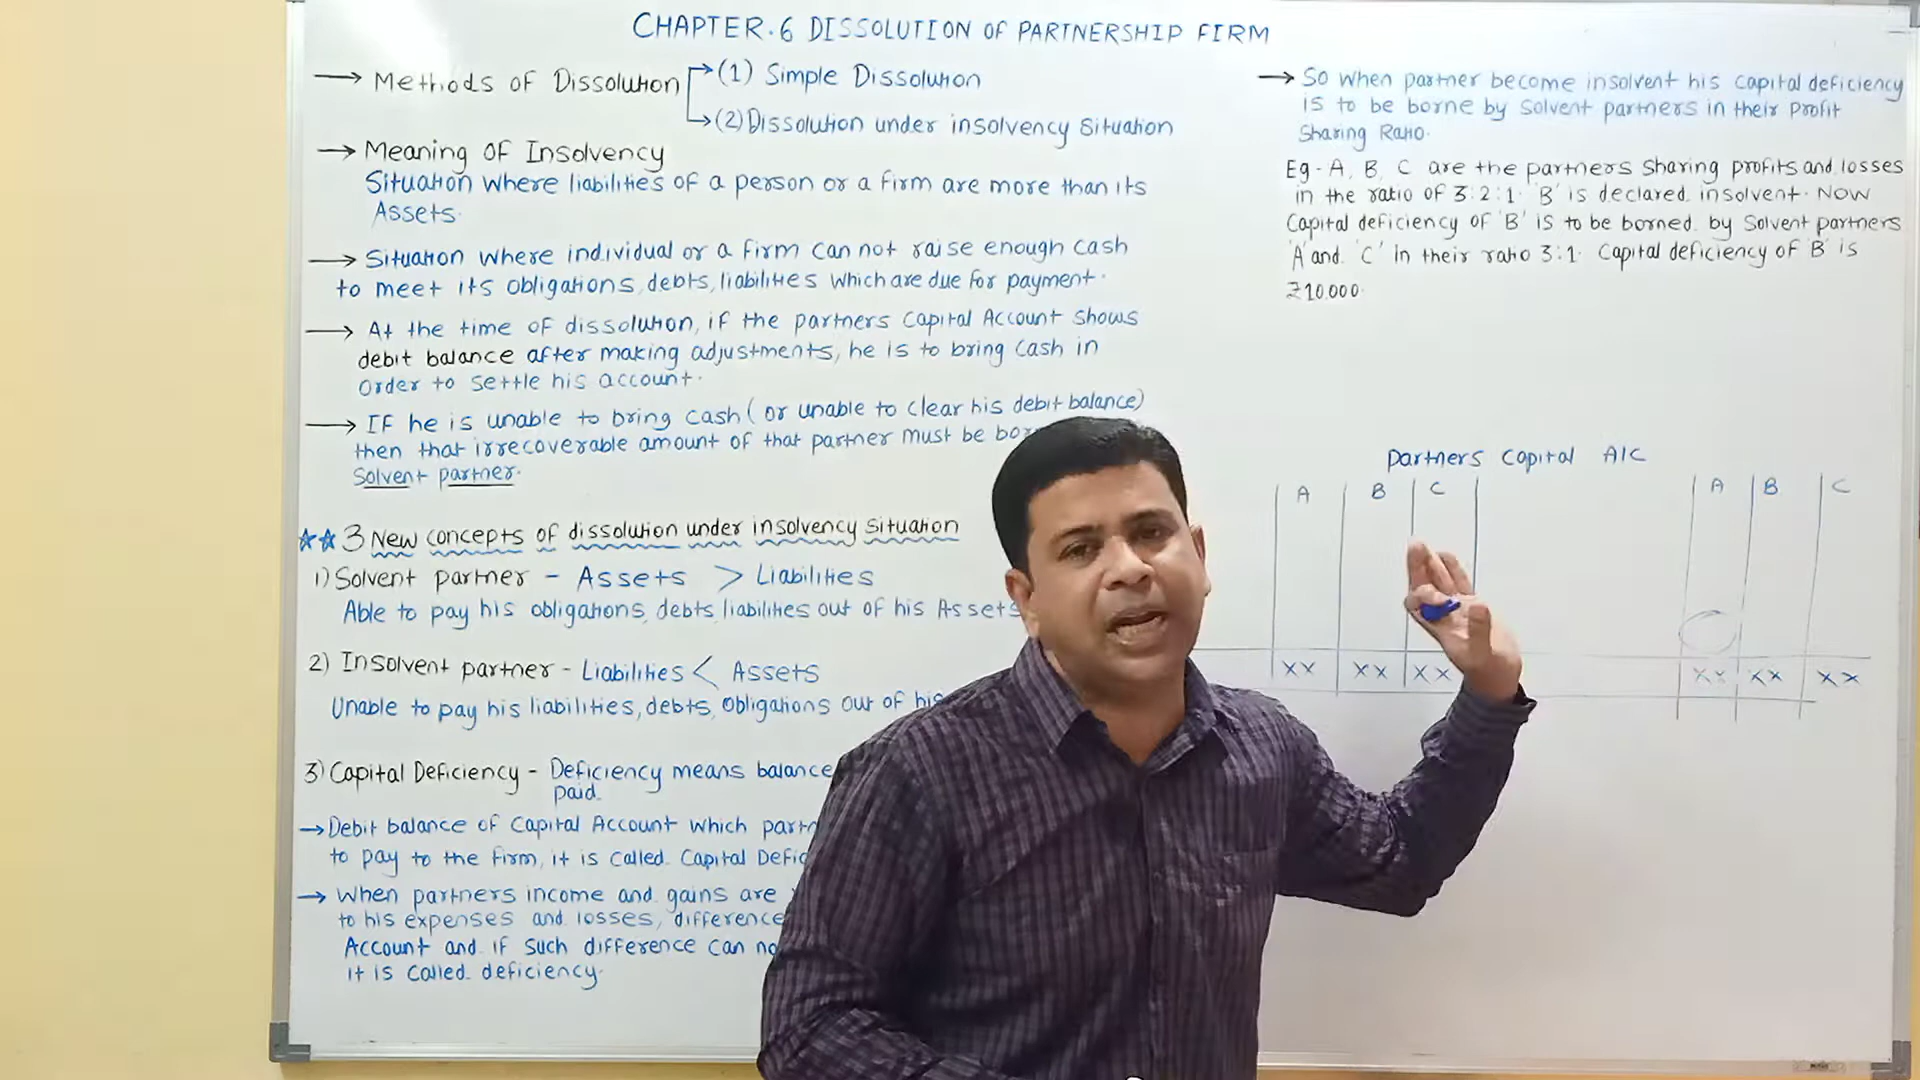 CHAPTER.6 DISSOLUTION OF PARTNERSHIP FIRM
→ Methods of Dissolution
→(1) Simple Dissolution
→(2)Dissolution under insolvency Situation
→ Meaning of Insolvency
Situation where liabilities of a person or a firm are more than its
Assets.
→ Situation where individual or a firm can not raise enough cash
to meet its obligations, debts, liabilities which are due for payment.
→ At the time of dissolution, if the partners Capital Account shows
debit balance after making adjustments, he is to bring cash in
order to settle his account.
→ If he is unable to bring cash (or unable to clear his debit balance)
then that irrecoverable amount of that partner must be
Solvent partner.
★★ 3 New concepts of dissolution under insolvency situation
1) Solvent partner - Assets > Liabilities
Able to pay his obligations, debts, liabilities out of his Assets
2) Insolvent partner - Liabilities < Assets
Unable to pay his liabilities, debts, obligations out of his
3) Capital Deficiency - Deficiency means balance
paid
→ Debit balance of Capital Account which
to pay to the firm, it is called Capital
→ When partners income and gains are
to his expenses and losses, difference
Account and if such difference can
it is called deficiency.
→ So when partner become insolvent his capital deficiency
is to be borne by solvent partners in their profit
Sharing Ratio.
Eg - A, B, C are the partners sharing profits and losses
in the ratio of 3:2:1. 'B' is declared insolvent. Now
Capital deficiency of 'B' is to be borned by Solvent partners
'A' and 'C' in their ratio 3:1. Capital deficiency of 'B' is
₹10,000.
Partners Capital A/C
A B C A B C
XX XX XX XX XX XX